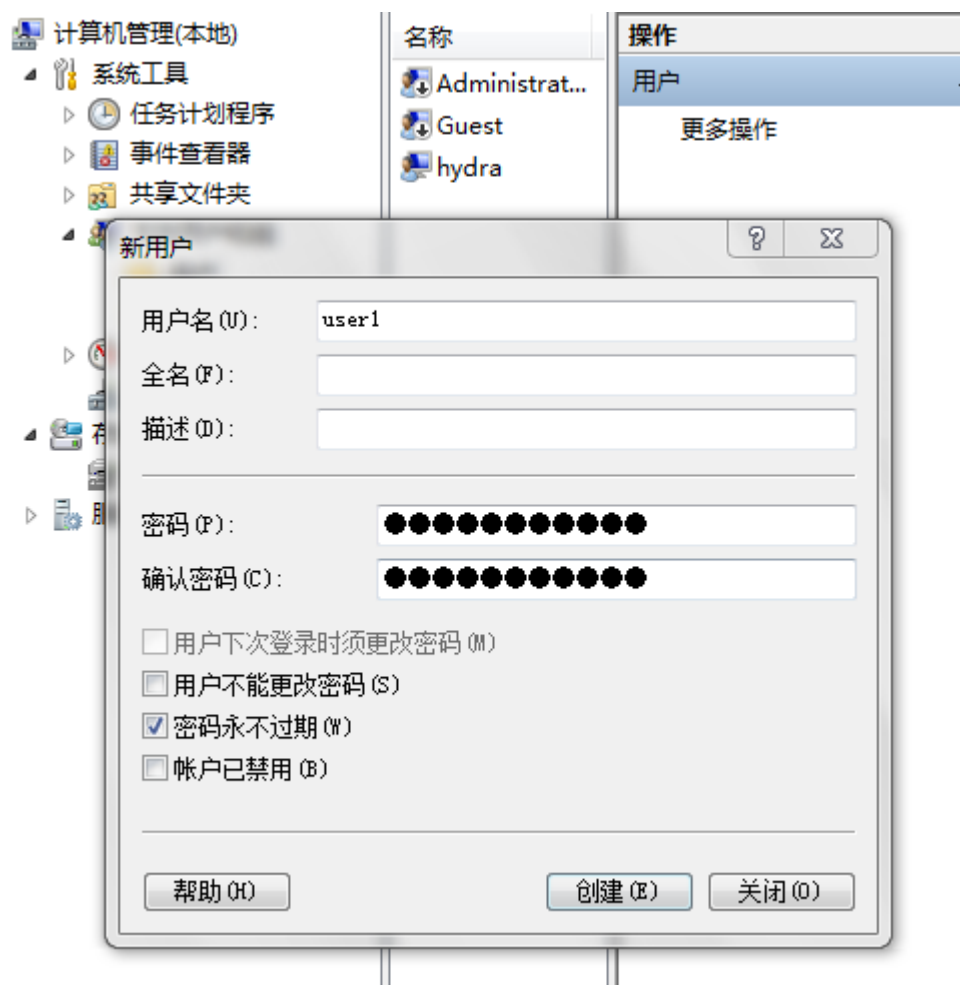 计算机管理(本地)
系统工具
任务计划程序
事件查看器
共享文件夹
名称
Administrat...
Guest
hydra
操作
用户
更多操作
新用户
用户名(U):
user1
全名(F):
描述(D):
密码(P):
确认密码(C):
用户下次登录时须更改密码(M)
用户不能更改密码(S)
密码永不过期(W)
帐户已禁用(B)
帮助(H)
创建(E)
关闭(O)